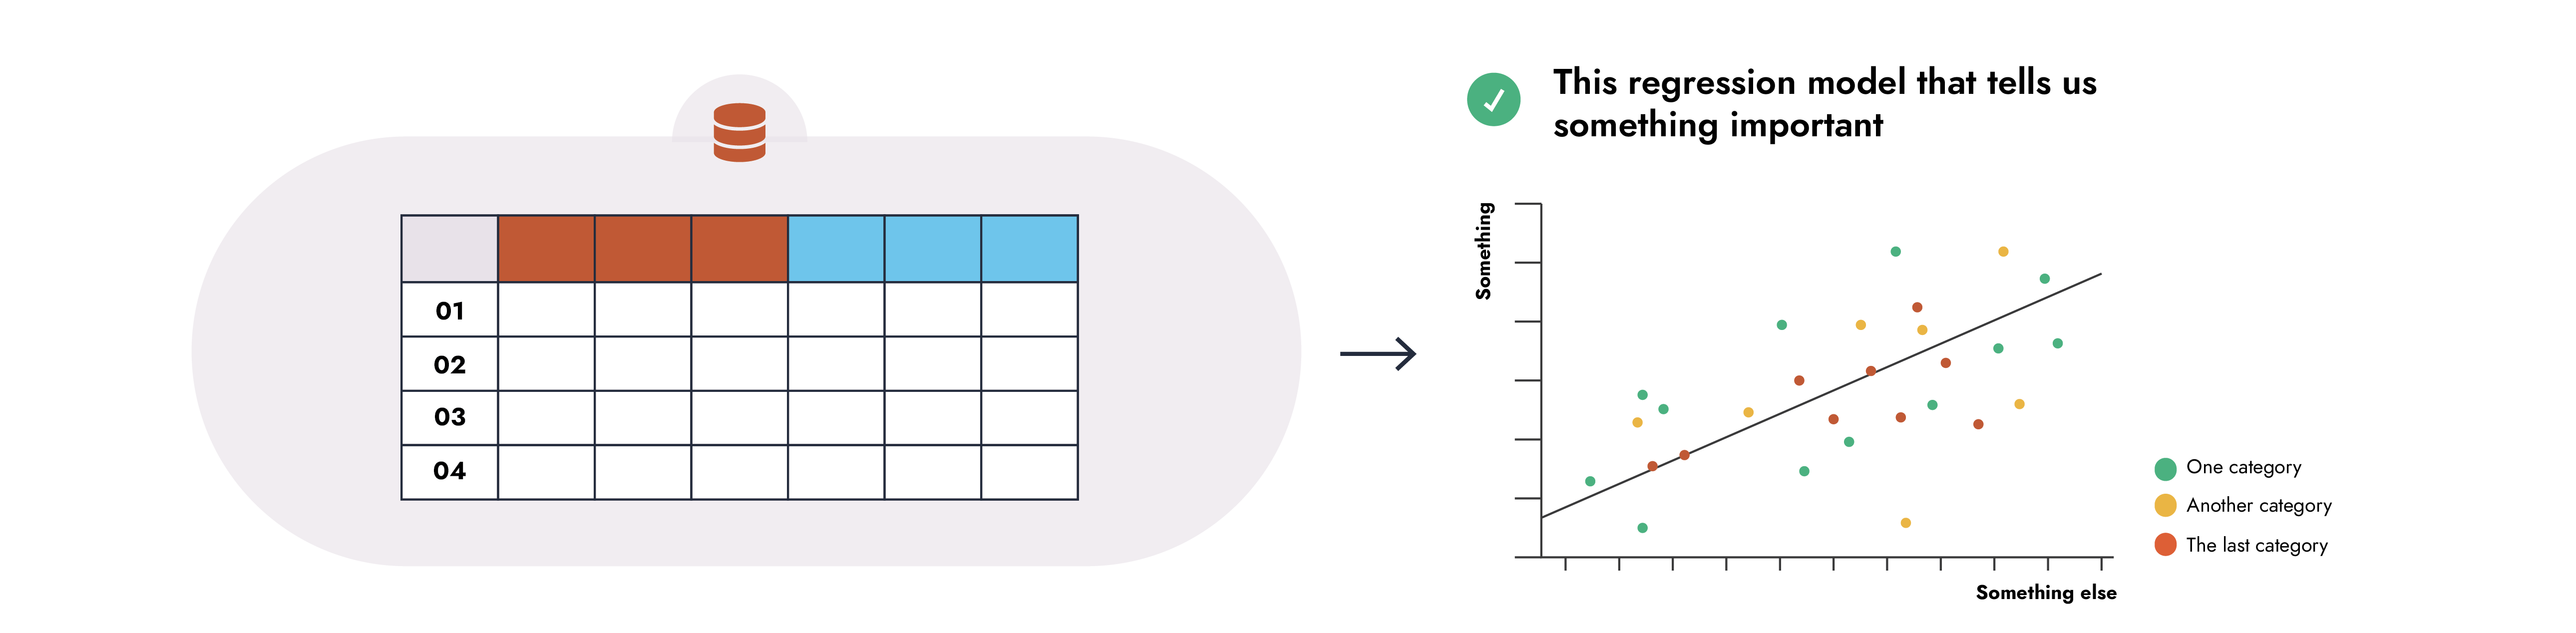 01
02
03
04
This regression model that tells us
something important
Something
Something else
One category
Another category
The last category